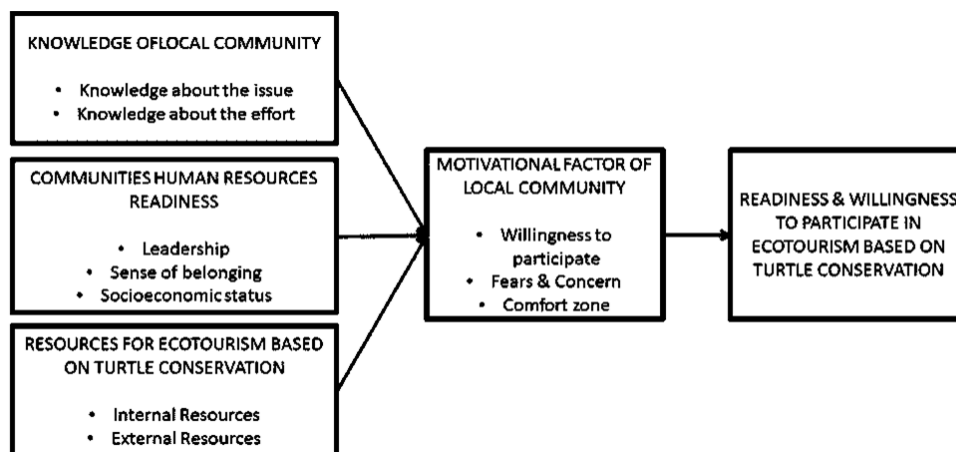 KNOWLEDGE OFLOCAL COMMUNITY
• Knowledge about the issue
• Knowledge about the effort
COMMUNITIES HUMAN RESOURCES
READINESS
• Leadership
• Sense of belonging
• Socioeconomic status
RESOURCES FOR ECOTOURISM BASED
ON TURTLE CONSERVATION
• Internal Resources
• External Resources
MOTIVATIONAL FACTOR OF
LOCAL COMMUNITY
• Willingness to
participate
• Fears & Concern
• Comfort zone
READINESS & WILLINGNESS
TO PARTICIPATE IN
ECOTOURISM BASED ON
TURTLE CONSERVATION